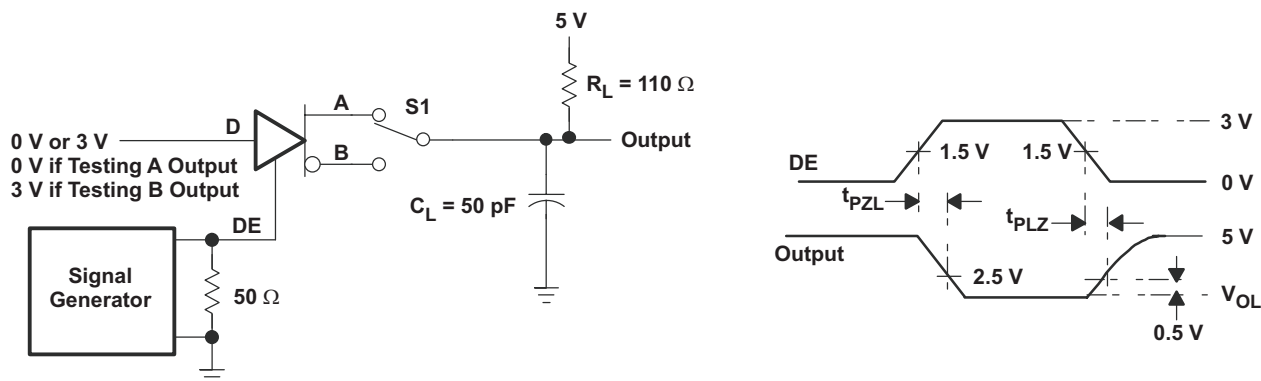 5 V
R_L = 110 Ω
A
S1
D
0 V or 3 V
Output
0 V if Testing A Output
B
3 V if Testing B Output
C_L = 50 pF
DE
Signal
Generator
50 Ω
3 V
1.5 V
1.5 V
DE
0 V
t_PZL
t_PLZ
Output
5 V
2.5 V
V_OL
0.5 V